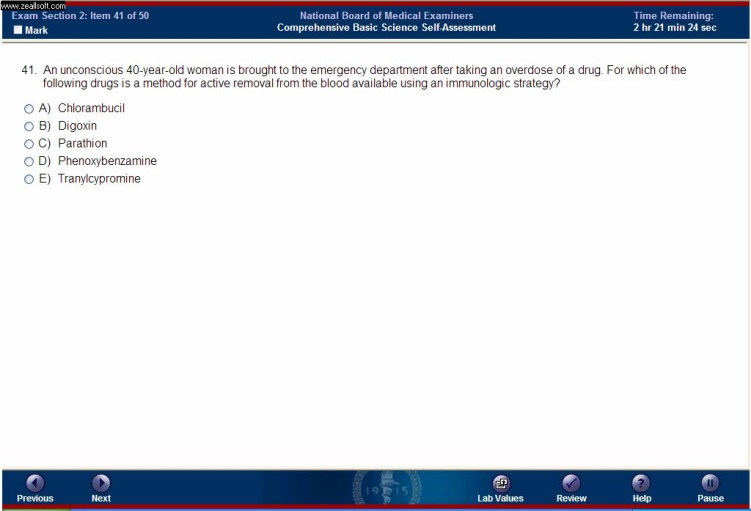 www.zeallsoft.com
Exam Section 2: Item 41 of 50
National Board of Medical Examiners
Time Remaining:
Mark
Comprehensive Basic Science Self-Assessment
2 hr 21 min 24 sec
41. An unconscious 40-year-old woman is brought to the emergency department after taking an overdose of a drug. For which of the
following drugs is a method for active removal from the blood available using an immunologic strategy?
A) Chlorambucil
B) Digoxin
C) Parathion
D) Phenoxybenzamine
E) Tranylcypromine
1915
Previous
Next
Lab Values
Review
Help
Pause